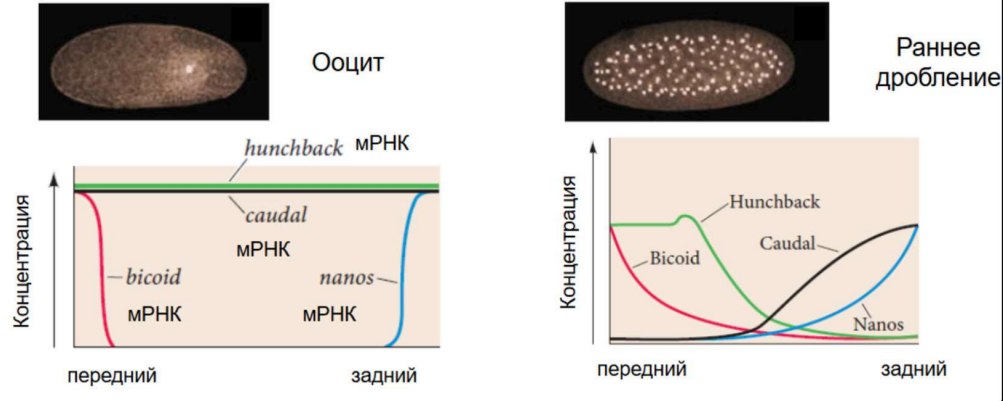 Ооцит
hunchback мРНК
caudal
мРНК
bicoid
мРНК
nanos
мРНК
Концентрация
передний
задний
Раннее
дробление
Hunchback
Bicoid
Caudal
Nanos
Концентрация
передний
задний